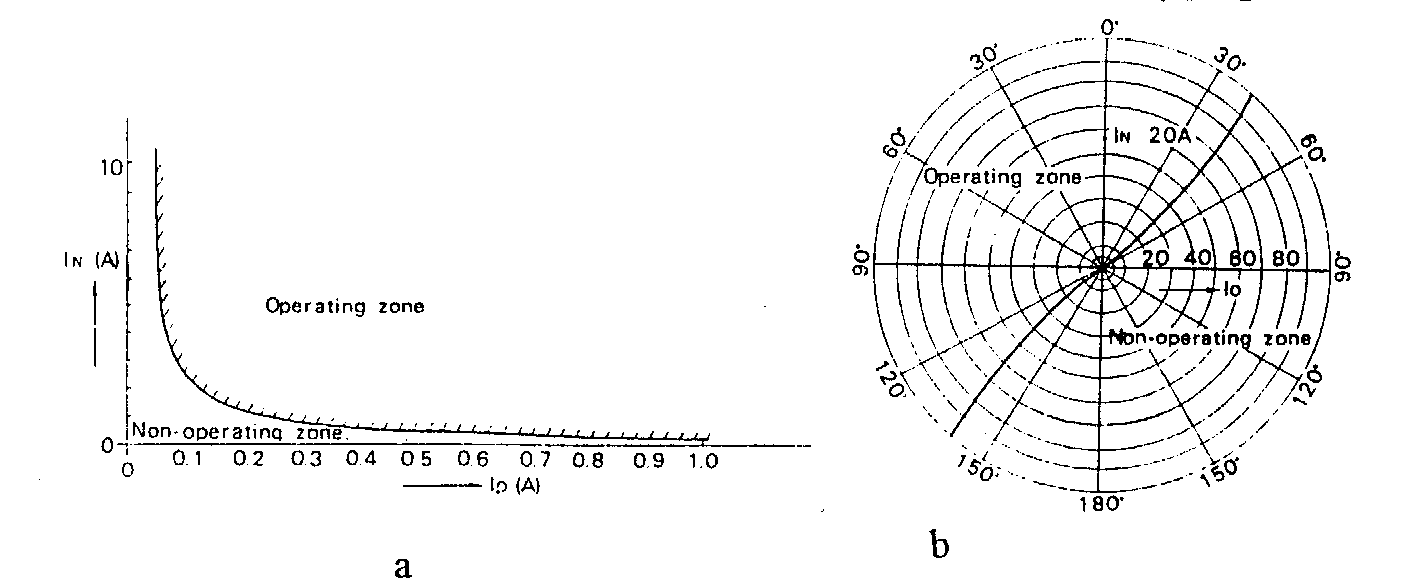 10
IN (A)
Operating zone
Non-operating zone.
0
0
0.1 0.2 0.3 0.4 0.5 0.6 0.7 0.8 0.9 1.0
(A)
a
0°
30° 30°
60° 60°
IN 20A
Operating zone
90° 20 40 60 80 90°
Io
Non-operating zone
120° 120°
150° 150°
180°
b